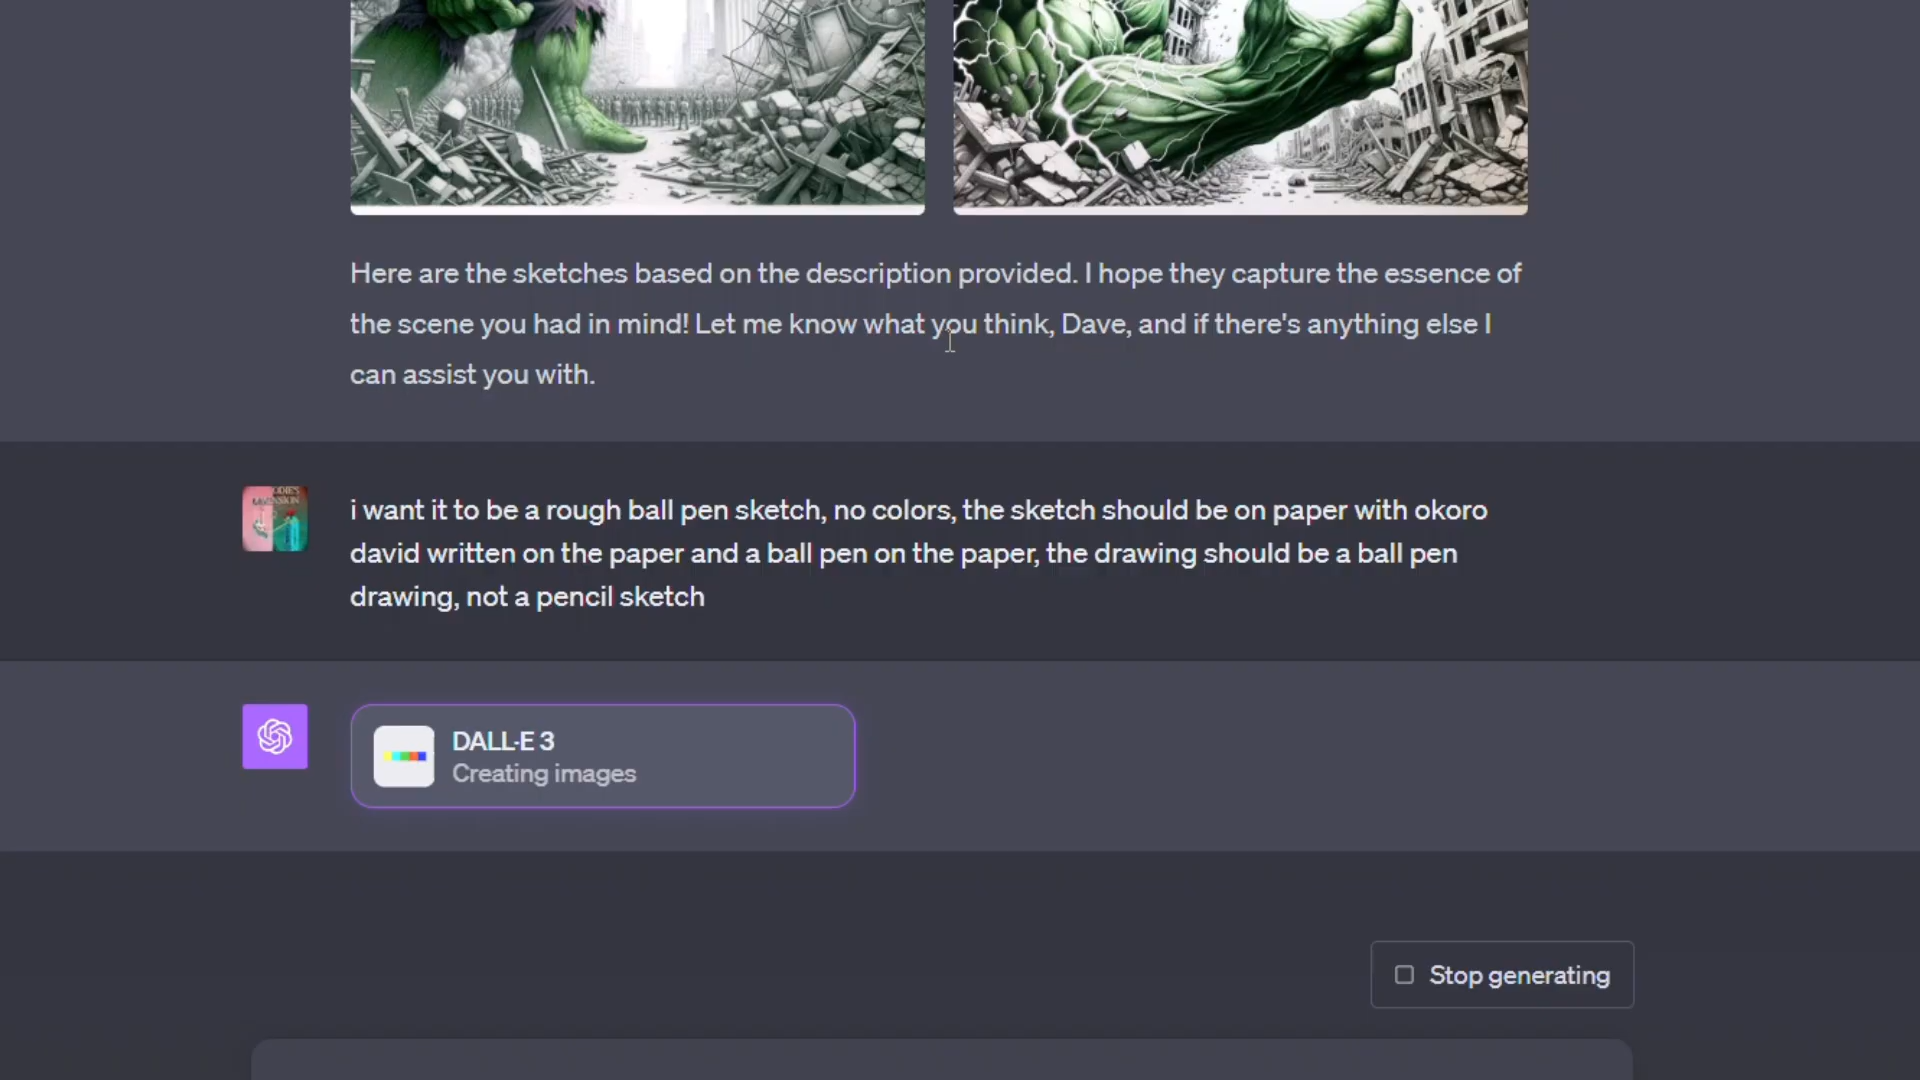 Here are the sketches based on the description provided. I hope they capture the essence of
the scene you had in mind! Let me know what you think, Dave, and if there's anything else I
can assist you with.
i want it to be a rough ball pen sketch, no colors, the sketch should be on paper with okoro
david written on the paper and a ball pen on the paper, the drawing should be a ball pen
drawing, not a pencil sketch
DALL·E 3
Creating images
Stop generating